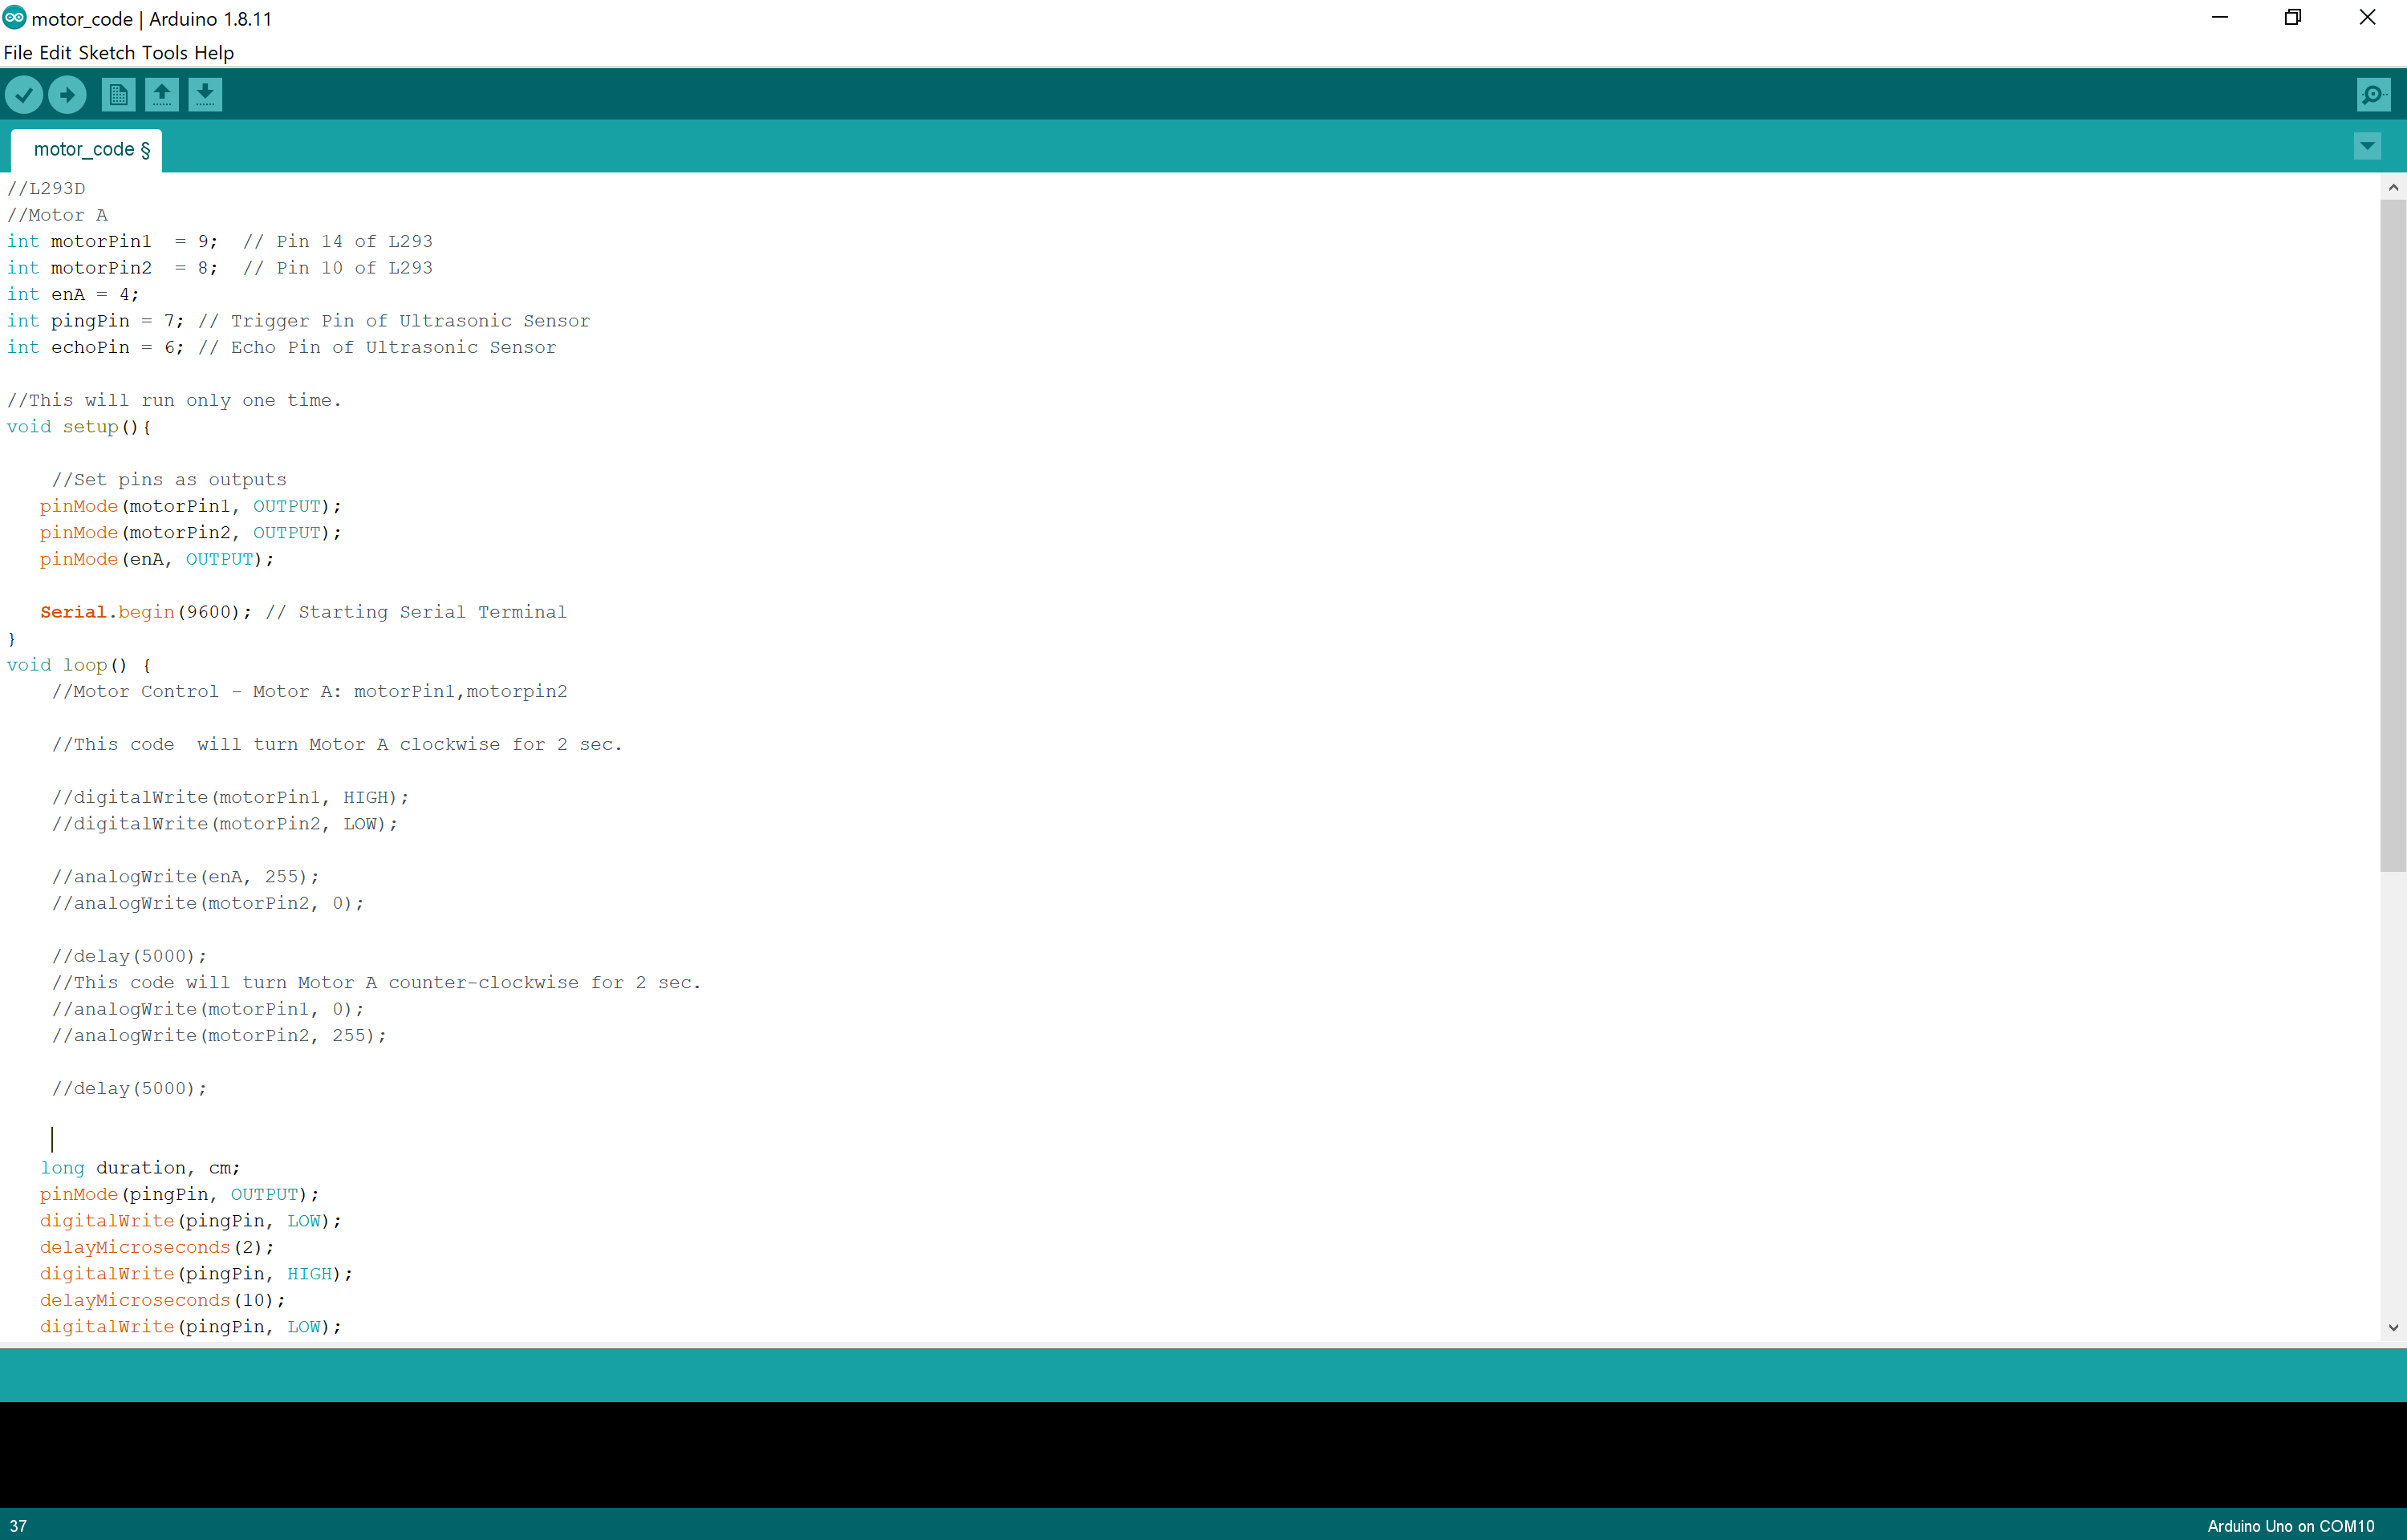 motor_code | Arduino 1.8.11
File Edit Sketch Tools Help
motor_code §
//L293D
//Motor A
int motorPin1  = 9;  // Pin 14 of L293
int motorPin2  = 8;  // Pin 10 of L293
int enA = 4;
int pingPin = 7; // Trigger Pin of Ultrasonic Sensor
int echoPin = 6; // Echo Pin of Ultrasonic Sensor
//This will run only one time.
void setup(){
//Set pins as outputs
pinMode(motorPin1, OUTPUT);
pinMode(motorPin2, OUTPUT);
pinMode(enA, OUTPUT);
Serial.begin(9600); // Starting Serial Terminal
}
void loop() {
//Motor Control - Motor A: motorPin1,motorpin2
//This code  will turn Motor A clockwise for 2 sec.
//digitalWrite(motorPin1, HIGH);
//digitalWrite(motorPin2, LOW);
//analogWrite(enA, 255);
//analogWrite(motorPin2, 0);
//delay(5000);
//This code will turn Motor A counter-clockwise for 2 sec.
//analogWrite(motorPin1, 0);
//analogWrite(motorPin2, 255);
//delay(5000);
long duration, cm;
pinMode(pingPin, OUTPUT);
digitalWrite(pingPin, LOW);
delayMicroseconds(2);
digitalWrite(pingPin, HIGH);
delayMicroseconds(10);
digitalWrite(pingPin, LOW);
37
Arduino Uno on COM10